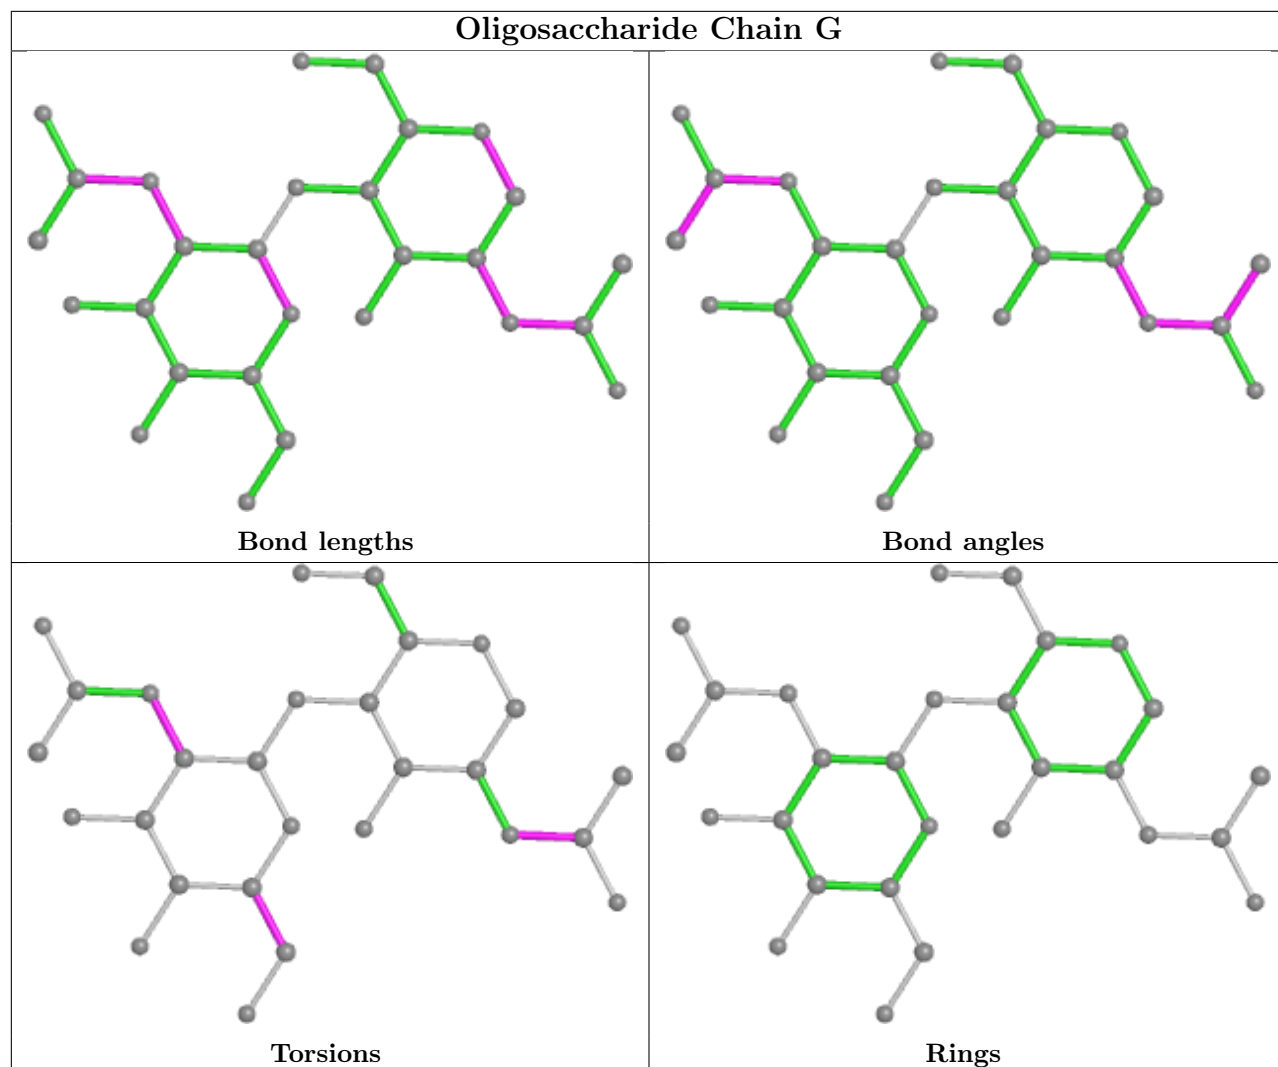 Oligosaccharide Chain G
Bond lengths
Bond angles
Torsions
Rings